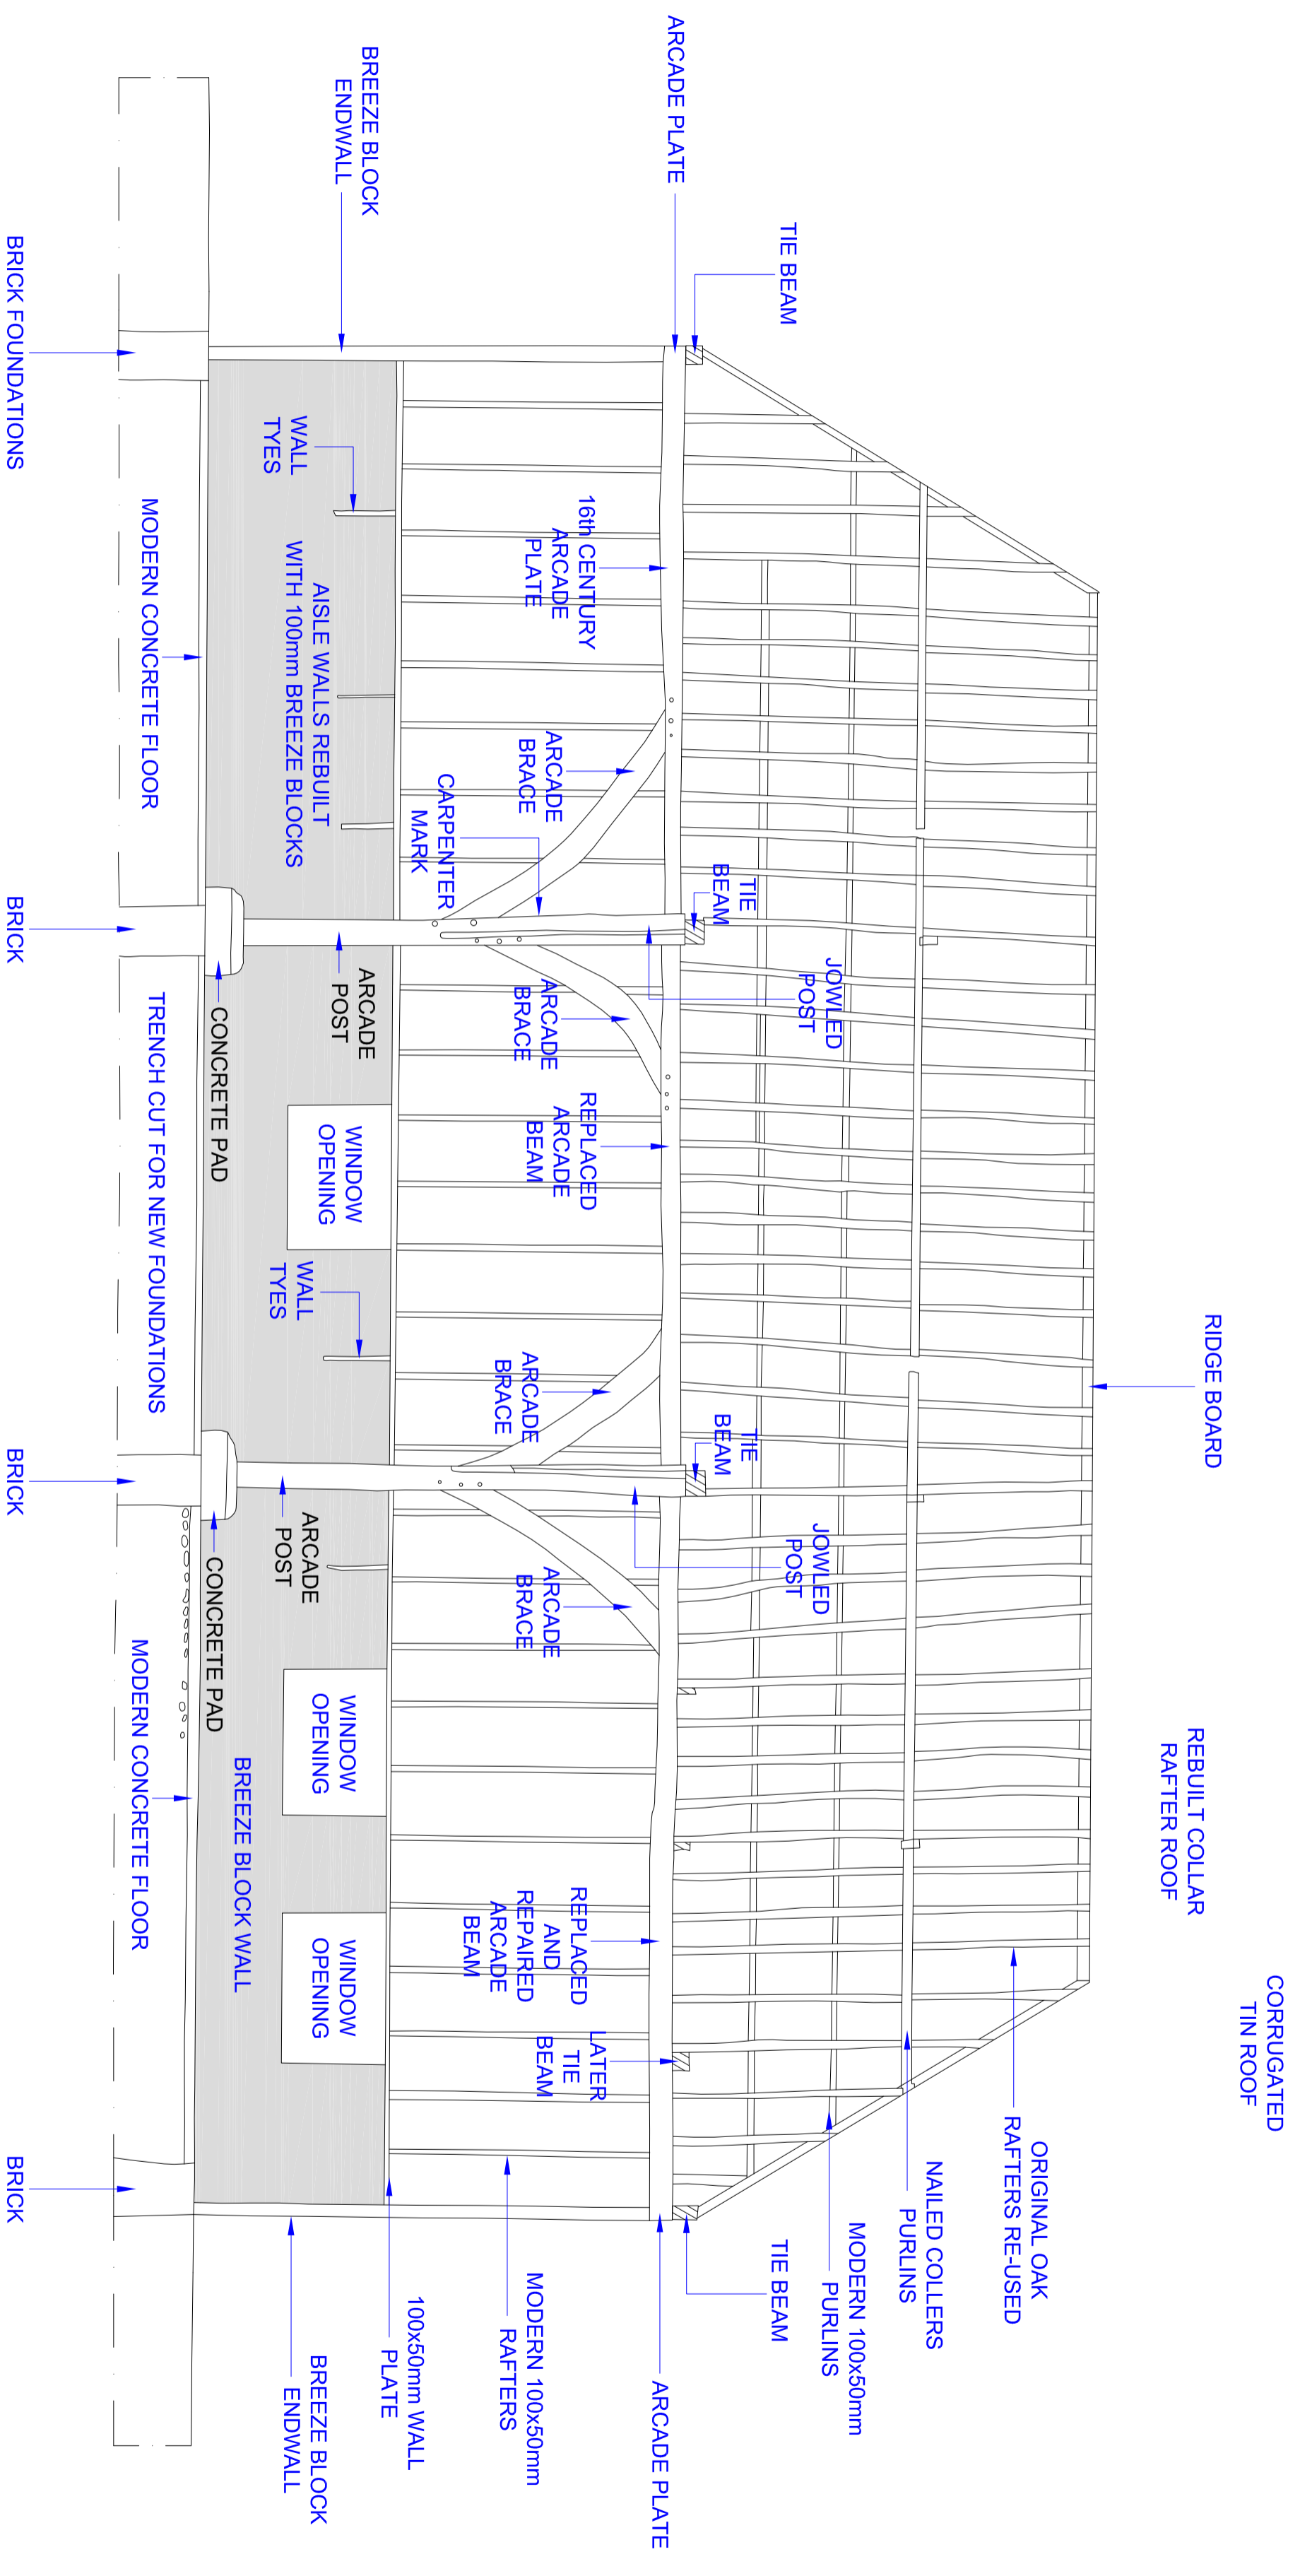 CORRUGATED
TIN ROOF
RIDGE BOARD
REBUILT COLLAR
RAFTER ROOF
ORIGINAL OAK
RAFTERS RE-USED
NAILED COLLERS
PURLINS
MODERN 100x50mm
PURLINS
TIE BEAM
TIE
BEAM
JOWLED
POST
TIE
BEAM
JOWLED
POST
TIE BEAM
ARCADE PLATE
16th CENTURY
ARCADE
PLATE
ARCADE
BRACE
CARPENTER
MARK
ARCADE
BRACE
REPLACED
ARCADE
BEAM
ARCADE
BRACE
ARCADE
BRACE
REPLACED
AND
REPAIRED
ARCADE
BEAM
LATER
TIE
BEAM
ARCADE PLATE
MODERN 100x50mm
RAFTERS
100x50mm WALL
PLATE
BREEZE BLOCK
ENDWALL
BREEZE BLOCK
ENDWALL
WALL
TYES
AISLE WALLS REBUILT
WITH 100mm BREEZE BLOCKS
ARCADE
POST
WINDOW
OPENING
WALL
TYES
ARCADE
POST
WINDOW
OPENING
WINDOW
OPENING
BREEZE BLOCK WALL
CONCRETE PAD
CONCRETE PAD
MODERN CONCRETE FLOOR
TRENCH CUT FOR NEW FOUNDATIONS
MODERN CONCRETE FLOOR
BRICK FOUNDATIONS
BRICK
BRICK
BRICK